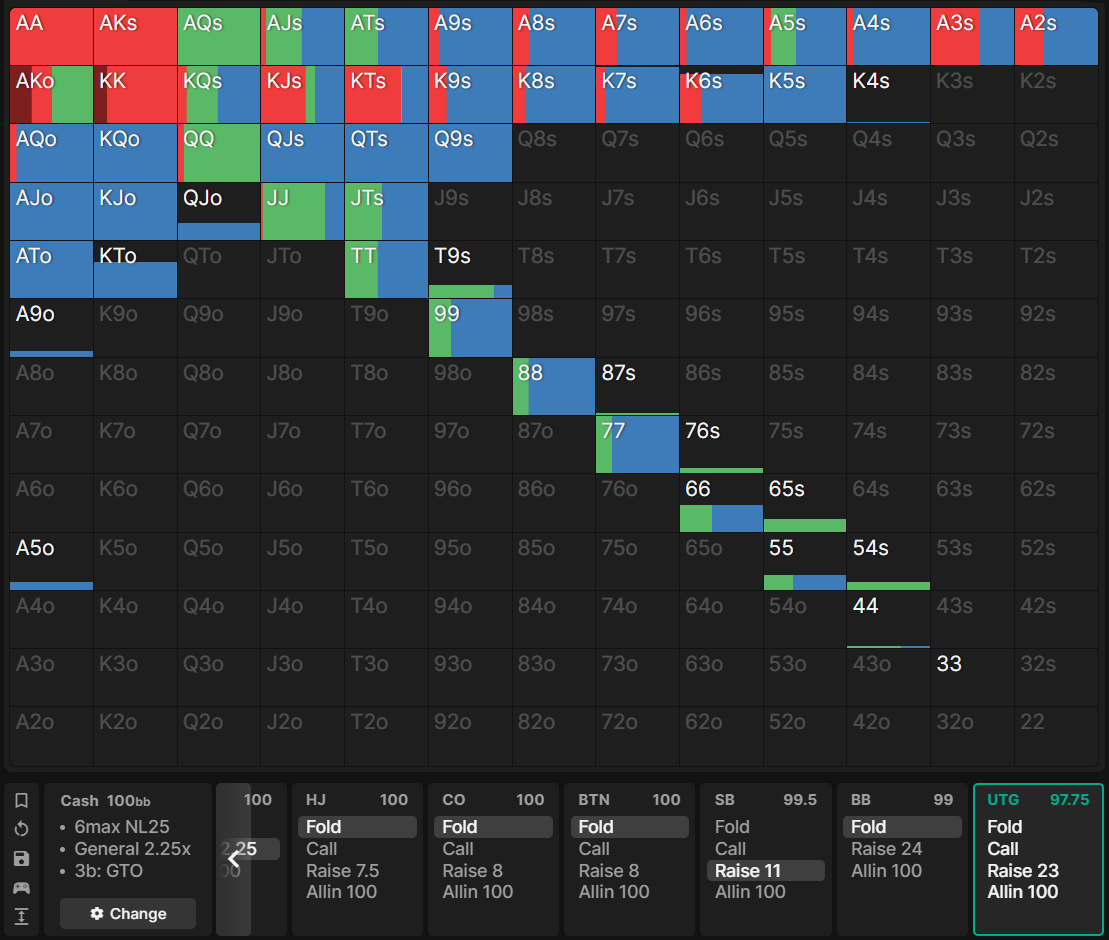 AA AKs AQs AJs ATs A9s A8s A7s A6s A5s A4s A3s A2s
AKo KK KQs KJs KTs K9s K8s K7s K6s K5s K4s K3s K2s
AQo KQo QQ QJs QTs Q9s Q8s Q7s Q6s Q5s Q4s Q3s Q2s
AJo KJo QJo JJ JTs J9s J8s J7s J6s J5s J4s J3s J2s
ATo KTo QTo JTo TT T9s T8s T7s T6s T5s T4s T3s T2s
A9o K9o Q9o J9o T9o 99 98s 97s 96s 95s 94s 93s 92s
A8o K8o Q8o J8o T8o 98o 88 87s 86s 85s 84s 83s 82s
A7o K7o Q7o J7o T7o 97o 87o 77 76s 75s 74s 73s 72s
A6o K6o Q6o J6o T6o 96o 86o 76o 66 65s 64s 63s 62s
A5o K5o Q5o J5o T5o 95o 85o 75o 65o 55 54s 53s 52s
A4o K4o Q4o J4o T4o 94o 84o 74o 64o 54o 44 43s 42s
A3o K3o Q3o J3o T3o 93o 83o 73o 63o 53o 43o 33 32s
A2o K2o Q2o J2o T2o 92o 82o 72o 62o 52o 42o 32o 22
Cash 100bb
• 6max NL25
• General 2.25x
• 3b: GTO
Change
100
2.25
00
HJ 100
Fold
Call
Raise 7.5
Allin 100
CO 100
Fold
Call
Raise 8
Allin 100
BTN 100
Fold
Call
Raise 8
Allin 100
SB 99.5
Fold
Call
Raise 11
Allin 100
BB 99
Fold
Raise 24
Allin 100
UTG 97.75
Fold
Call
Raise 23
Allin 100